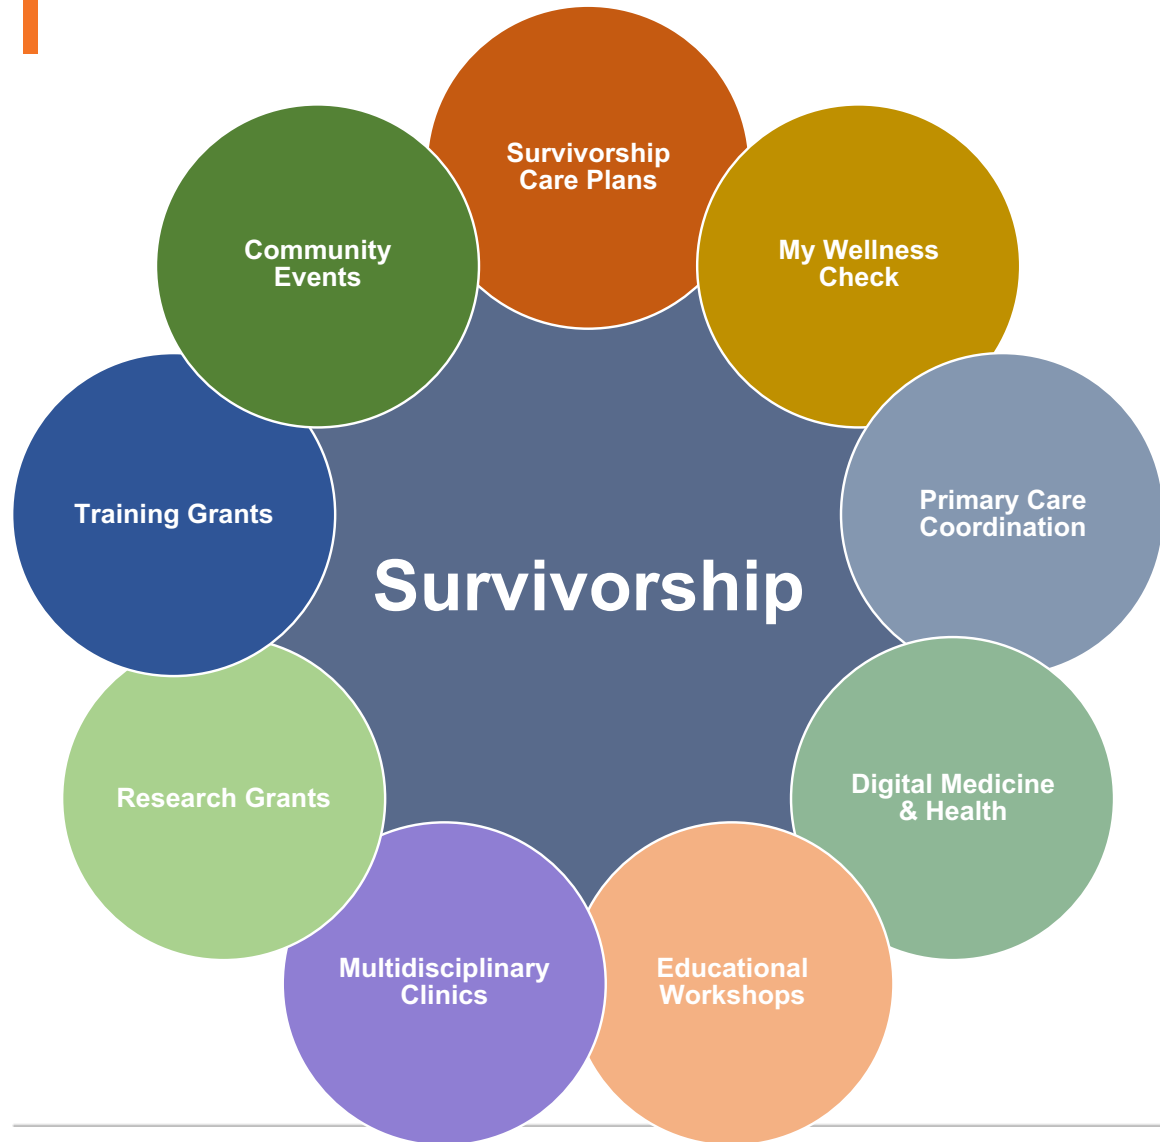 Survivorship
Care Plans
My Wellness
Check
Primary Care
Coordination
Digital Medicine
& Health
Educational
Workshops
Multidisciplinary
Clinics
Research Grants
Training Grants
Community
Events
Survivorship